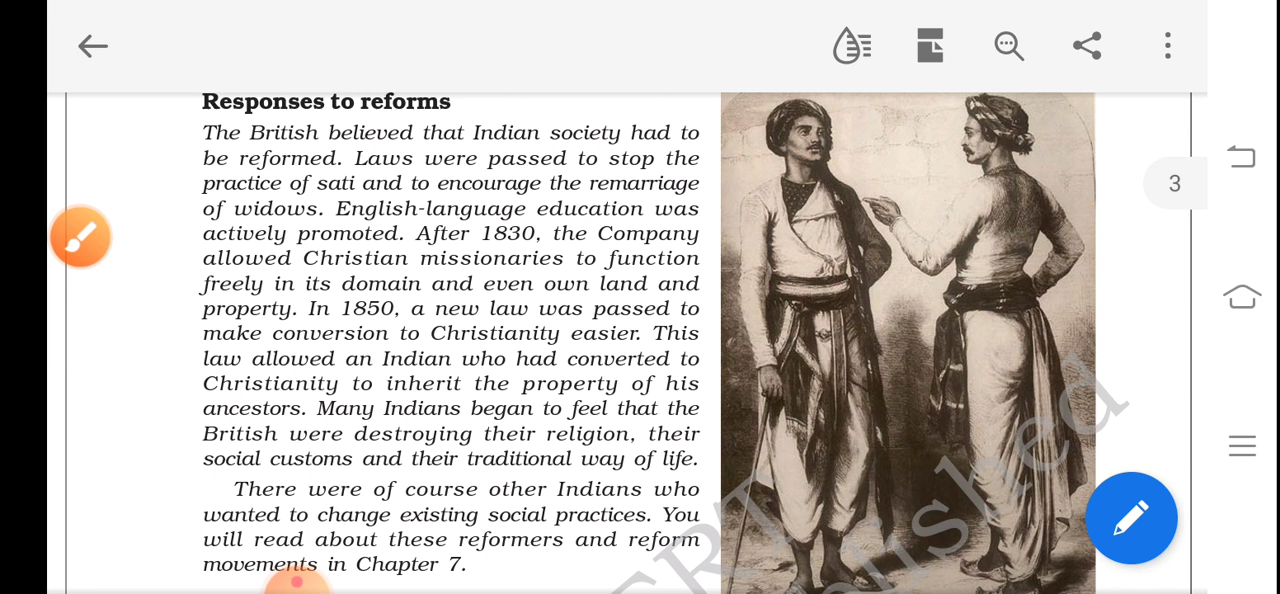 Responses to reforms
The British believed that Indian society had to
be reformed. Laws were passed to stop the
practice of sati and to encourage the remarriage
of widows. English-language education was
actively promoted. After 1830, the Company
allowed Christian missionaries to function
freely in its domain and even own land and
property. In 1850, a new law was passed to
make conversion to Christianity easier. This
law allowed an Indian who had converted to
Christianity to inherit the property of his
ancestors. Many Indians began to feel that the
British were destroying their religion, their
social customs and their traditional way of life.
There were of course other Indians who
wanted to change existing social practices. You
will read about these reformers and reform
movements in Chapter 7.
3